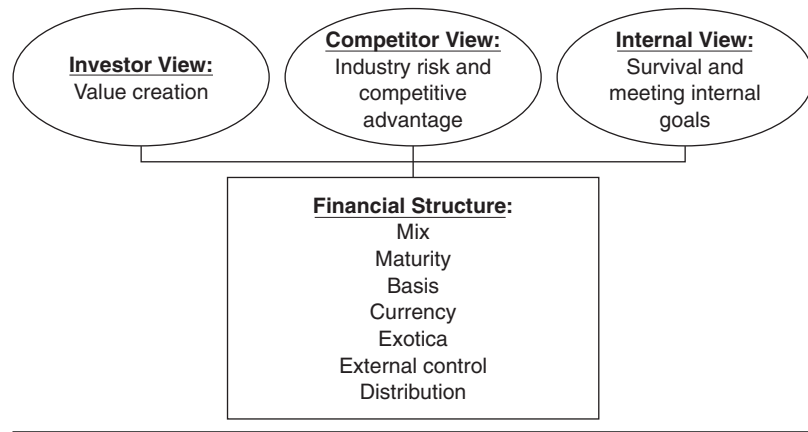 Investor View:
Value creation
Competitor View:
Industry risk and
competitive
advantage
Internal View:
Survival and
meeting internal
goals
Financial Structure:
Mix
Maturity
Basis
Currency
Exotica
External control
Distribution